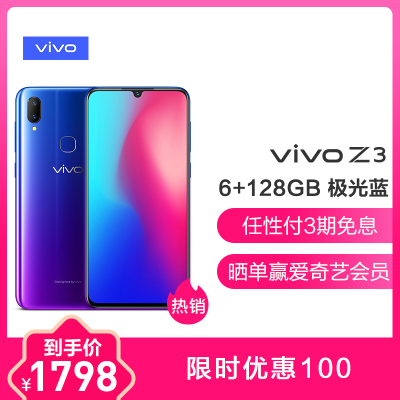 vivo
vivo
vivo Z3
6+128GB 极光蓝
任性付3期免息
晒单赢爱奇艺会员
热销
到手价
¥1798
限时优惠100